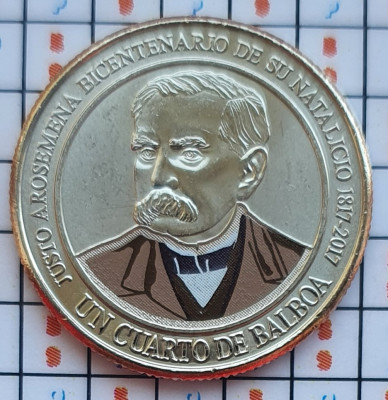 JUSTO AROSEMENA BICENTENARIO DE SU NATALICIO 1817-2017
UN CUARTO DE BALBOA